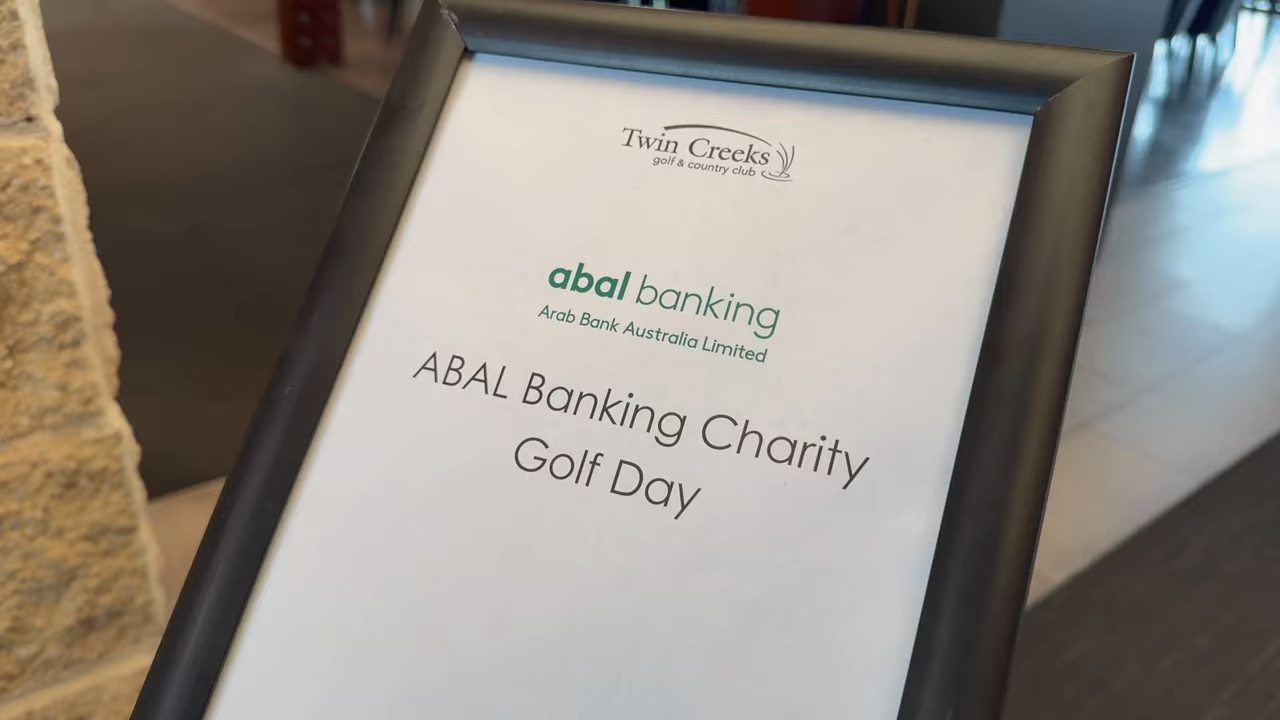 Twin Creeks
golf & country club
abal banking
Arab Bank Australia Limited
ABAL Banking Charity
Golf Day